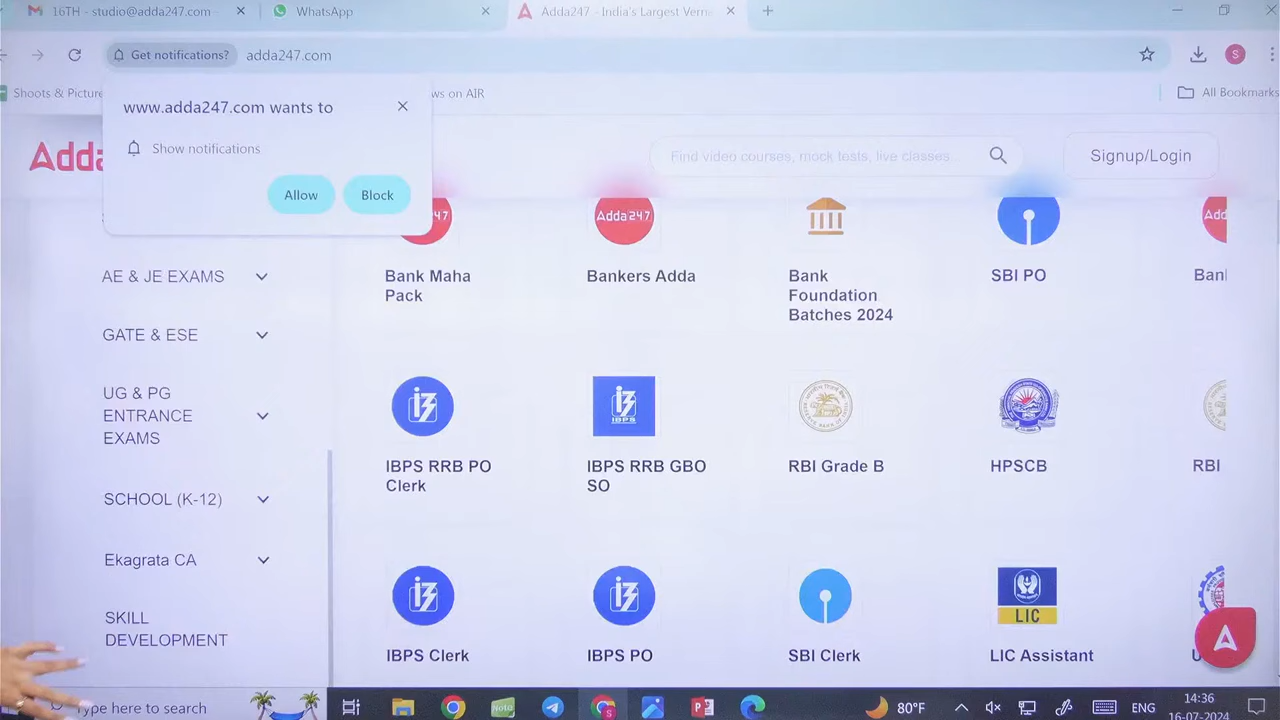 16TH - studio@adda247.com
WhatsApp
Adda247 - India's Largest Verna
Get notifications?
adda247.com
Shoots & Picture
ws on AIR
All Bookmarks
www.adda247.com wants to
Show notifications
Allow
Block
Adda
Find video courses, mock tests, live classes...
Signup/Login
AE & JE EXAMS
GATE & ESE
UG & PG
ENTRANCE
EXAMS
SCHOOL (K-12)
Ekagrata CA
SKILL
DEVELOPMENT
47
Adda247
Add
Bank Maha
Pack
Bankers Adda
Bank
Foundation
Batches 2024
SBI PO
Ban
IBPS
IBPS RRB PO
Clerk
IBPS RRB GBO
SO
RBI Grade B
HPSCB
RBI
LIC
IBPS Clerk
IBPS PO
SBI Clerk
LIC Assistant
Type here to search
Note
S
80°F
ENG
14:36
16-07-2024